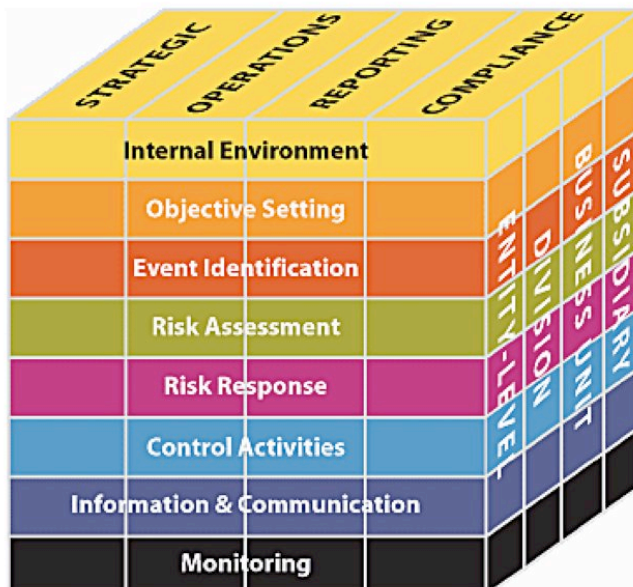 STRATEGIC
OPERATIONS
REPORTING
COMPLIANCE
Internal Environment
Objective Setting
Event Identification
Risk Assessment
Risk Response
Control Activities
Information & Communication
Monitoring
ENTITY-LEVEL
DIVISION
BUSINESS UNIT
SUBSIDIARY